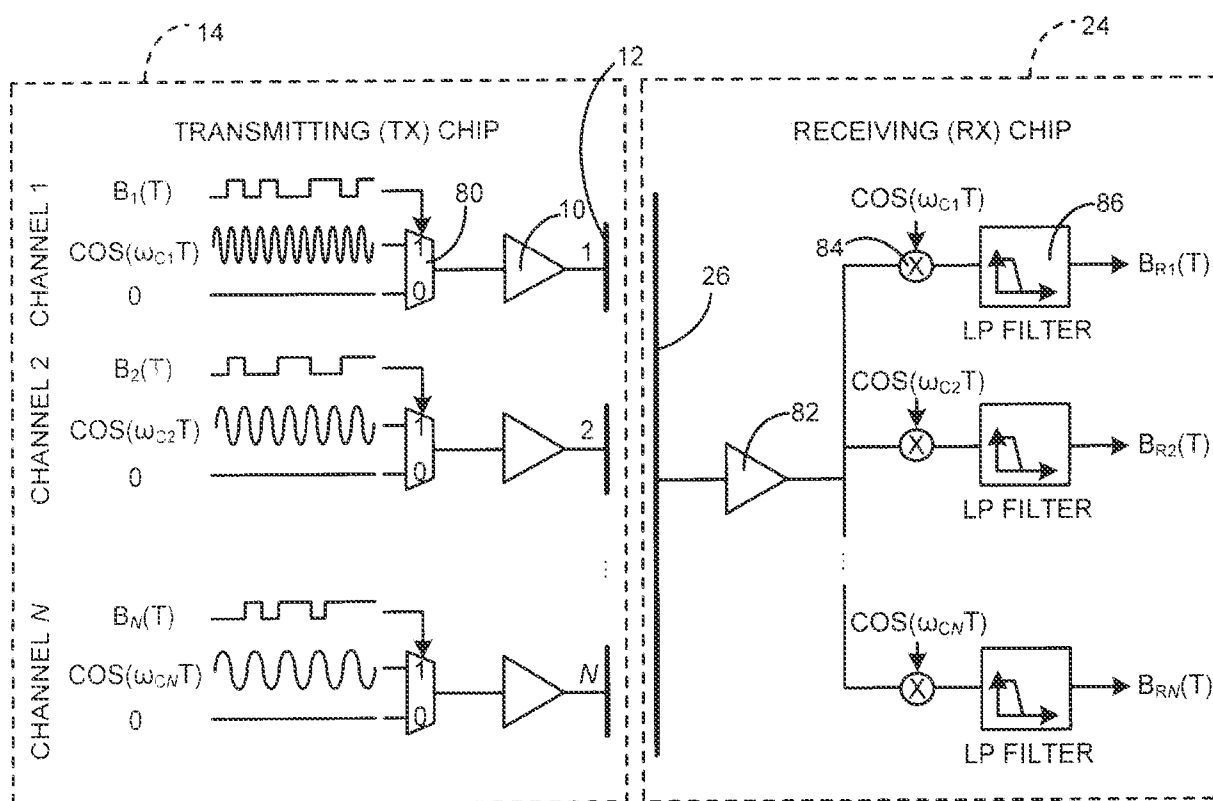 14
24
12
TRANSMITTING (TX) CHIP
RECEIVING (RX) CHIP
CHANNEL 1
B1(T)
COS(ωC1T)
0
1
0
80
10
1
26
COS(ωC1T)
84
X
86
LP FILTER
BR1(T)
CHANNEL 2
B2(T)
COS(ωC2T)
0
1
0
2
82
COS(ωC2T)
X
LP FILTER
BR2(T)
...
...
CHANNEL N
BN(T)
COS(ωCNT)
0
1
0
N
COS(ωCNT)
X
LP FILTER
BRN(T)